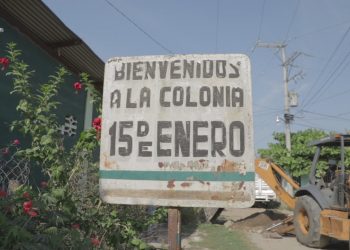 BIENVENIDOS
A LA COLONIA
15 DE ENERO